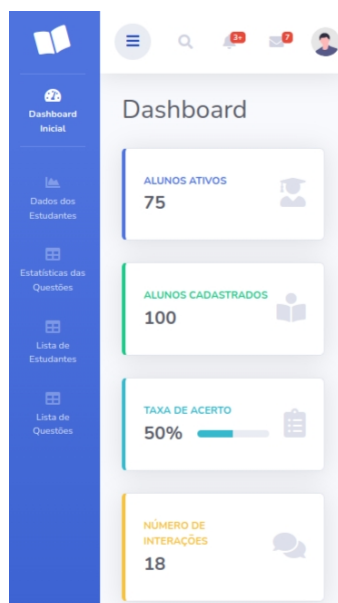 3+
7
Dashboard
Inicial
Dados dos
Estudantes
Estatísticas das
Questões
Lista de
Estudantes
Lista de
Questões
Dashboard
ALUNOS ATIVOS
75
ALUNOS CADASTRADOS
100
TAXA DE ACERTO
50%
NÚMERO DE
INTERAÇÕES
18